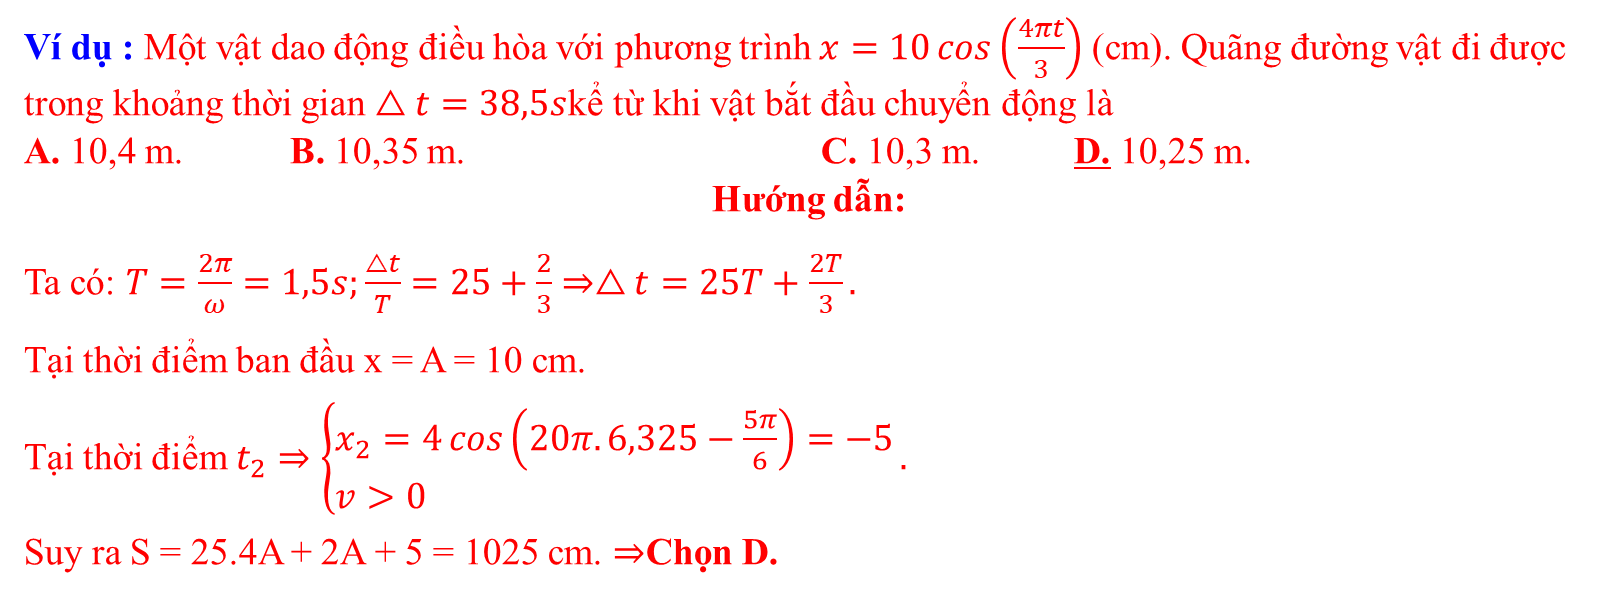 Ví dụ : Một vật dao động điều hòa với phương trình x = 10 cos (4πt/3) (cm). Quãng đường vật đi được
trong khoảng thời gian △ t = 38,5s kể từ khi vật bắt đầu chuyển động là
A. 10,4 m. B. 10,35 m. C. 10,3 m. D. 10,25 m.
Hướng dẫn:
Ta có: T = 2π/ω = 1,5s; △t/T = 25 + 2/3 ⇒ △ t = 25T + 2T/3.
Tại thời điểm ban đầu x = A = 10 cm.
Tại thời điểm t₂ ⇒ { x₂ = 4 cos (20π. 6,325 − 5π/6) = −5
v > 0 .
Suy ra S = 25.4A + 2A + 5 = 1025 cm. ⇒Chọn D.